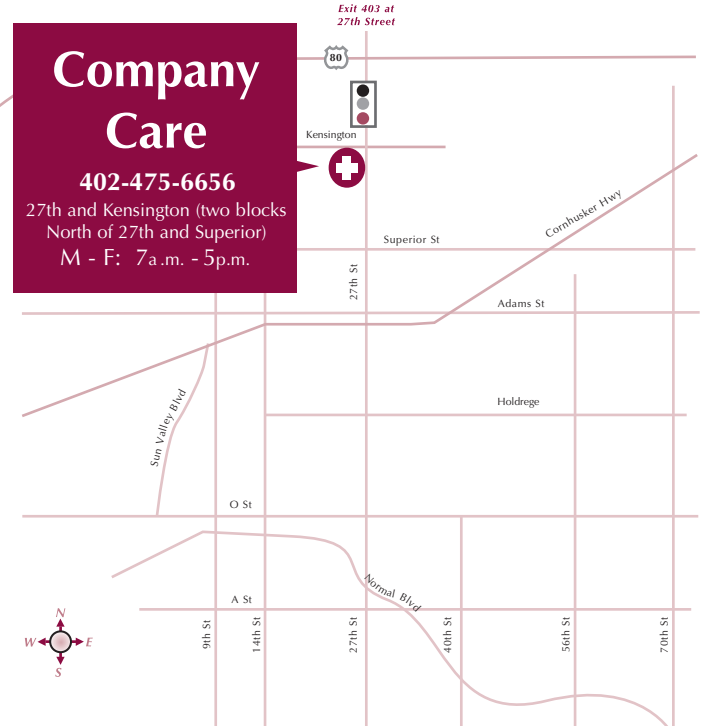 Exit 403 at
27th Street
80
Company
Care
402-475-6656
27th and Kensington (two blocks
North of 27th and Superior)
M - F: 7a.m. - 5p.m.
Kensington
Cornhusker Hwy
Superior St
27th St
Adams St
Sun Valley Blvd
Holdrege
O St
Normal Blvd
A St
9th St
14th St
27th St
40th St
56th St
70th St
N
W
E
S